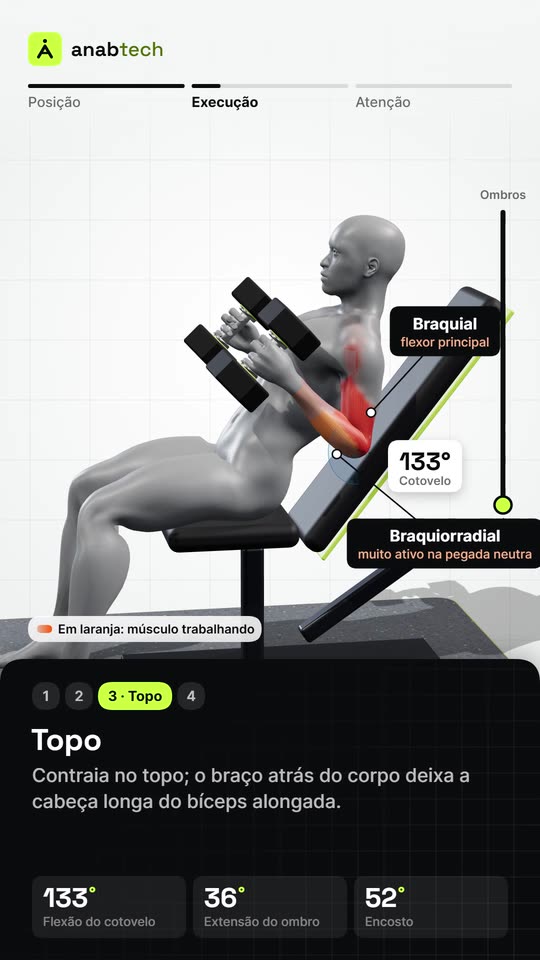 anabtech
Posição
Execução
Atenção
Ombros
Braquial
flexor principal
133°
Cotovelo
Braquiorradial
muito ativo na pegada neutra
Em laranja: músculo trabalhando
1
2
3 · Topo
4
Topo
Contraia no topo; o braço atrás do corpo deixa a
cabeça longa do bíceps alongada.
133°
Flexão do cotovelo
36°
Extensão do ombro
52°
Encosto